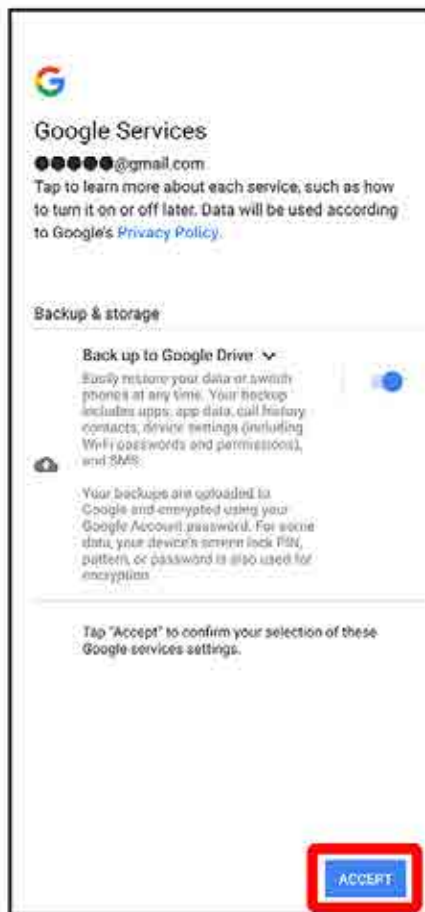 Google Services
●●●●●@gmail.com
Tap to learn more about each service, such as how
to turn it on or off later. Data will be used according
to Google's Privacy Policy.
Backup & storage
Back up to Google Drive
Easily restore your data or switch
phones at any time. Your backup
includes apps, app data, call history
contacts, device settings (including
Wi-Fi passwords and permissions),
and SMS
Your backups are uploaded to
Google and encrypted using your
Google Account password. For some
data, your device's screen lock PIN,
pattern, or password is also used for
encryption
Tap "Accept" to confirm your selection of these
Google services settings.
ACCEPT